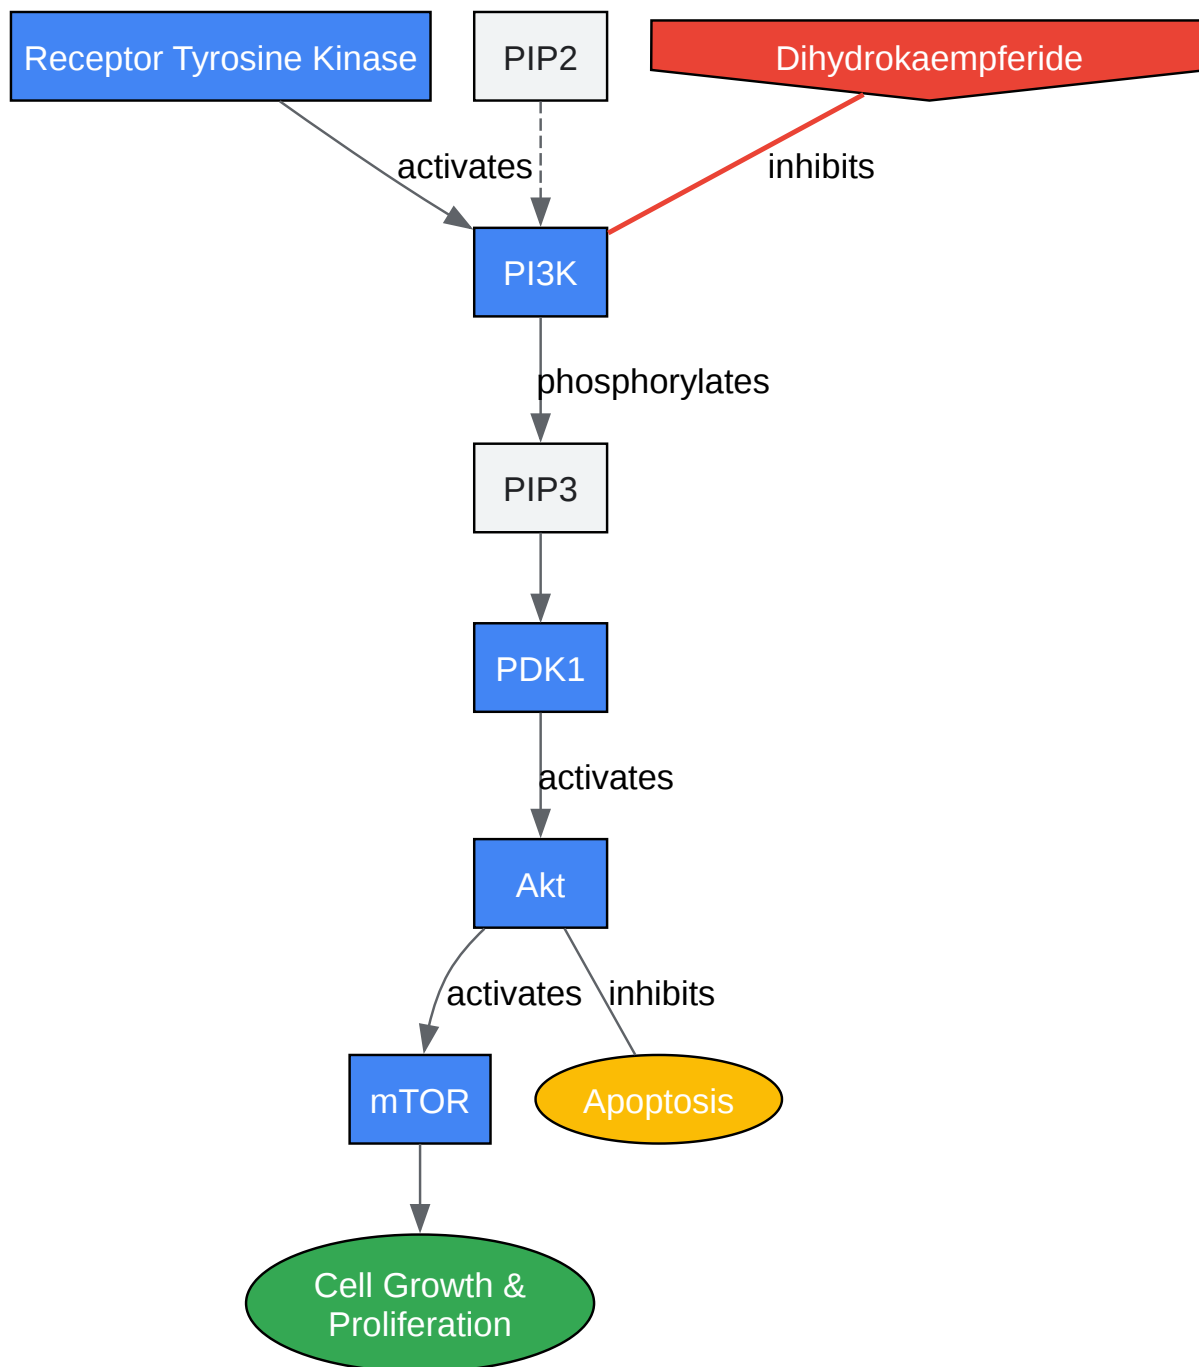 Receptor Tyrosine Kinase
PIP2
Dihydrokaempferide
activates
inhibits
PI3K
phosphorylates
PIP3
PDK1
activates
Akt
activates
inhibits
mTOR
Apoptosis
Cell Growth &
Proliferation